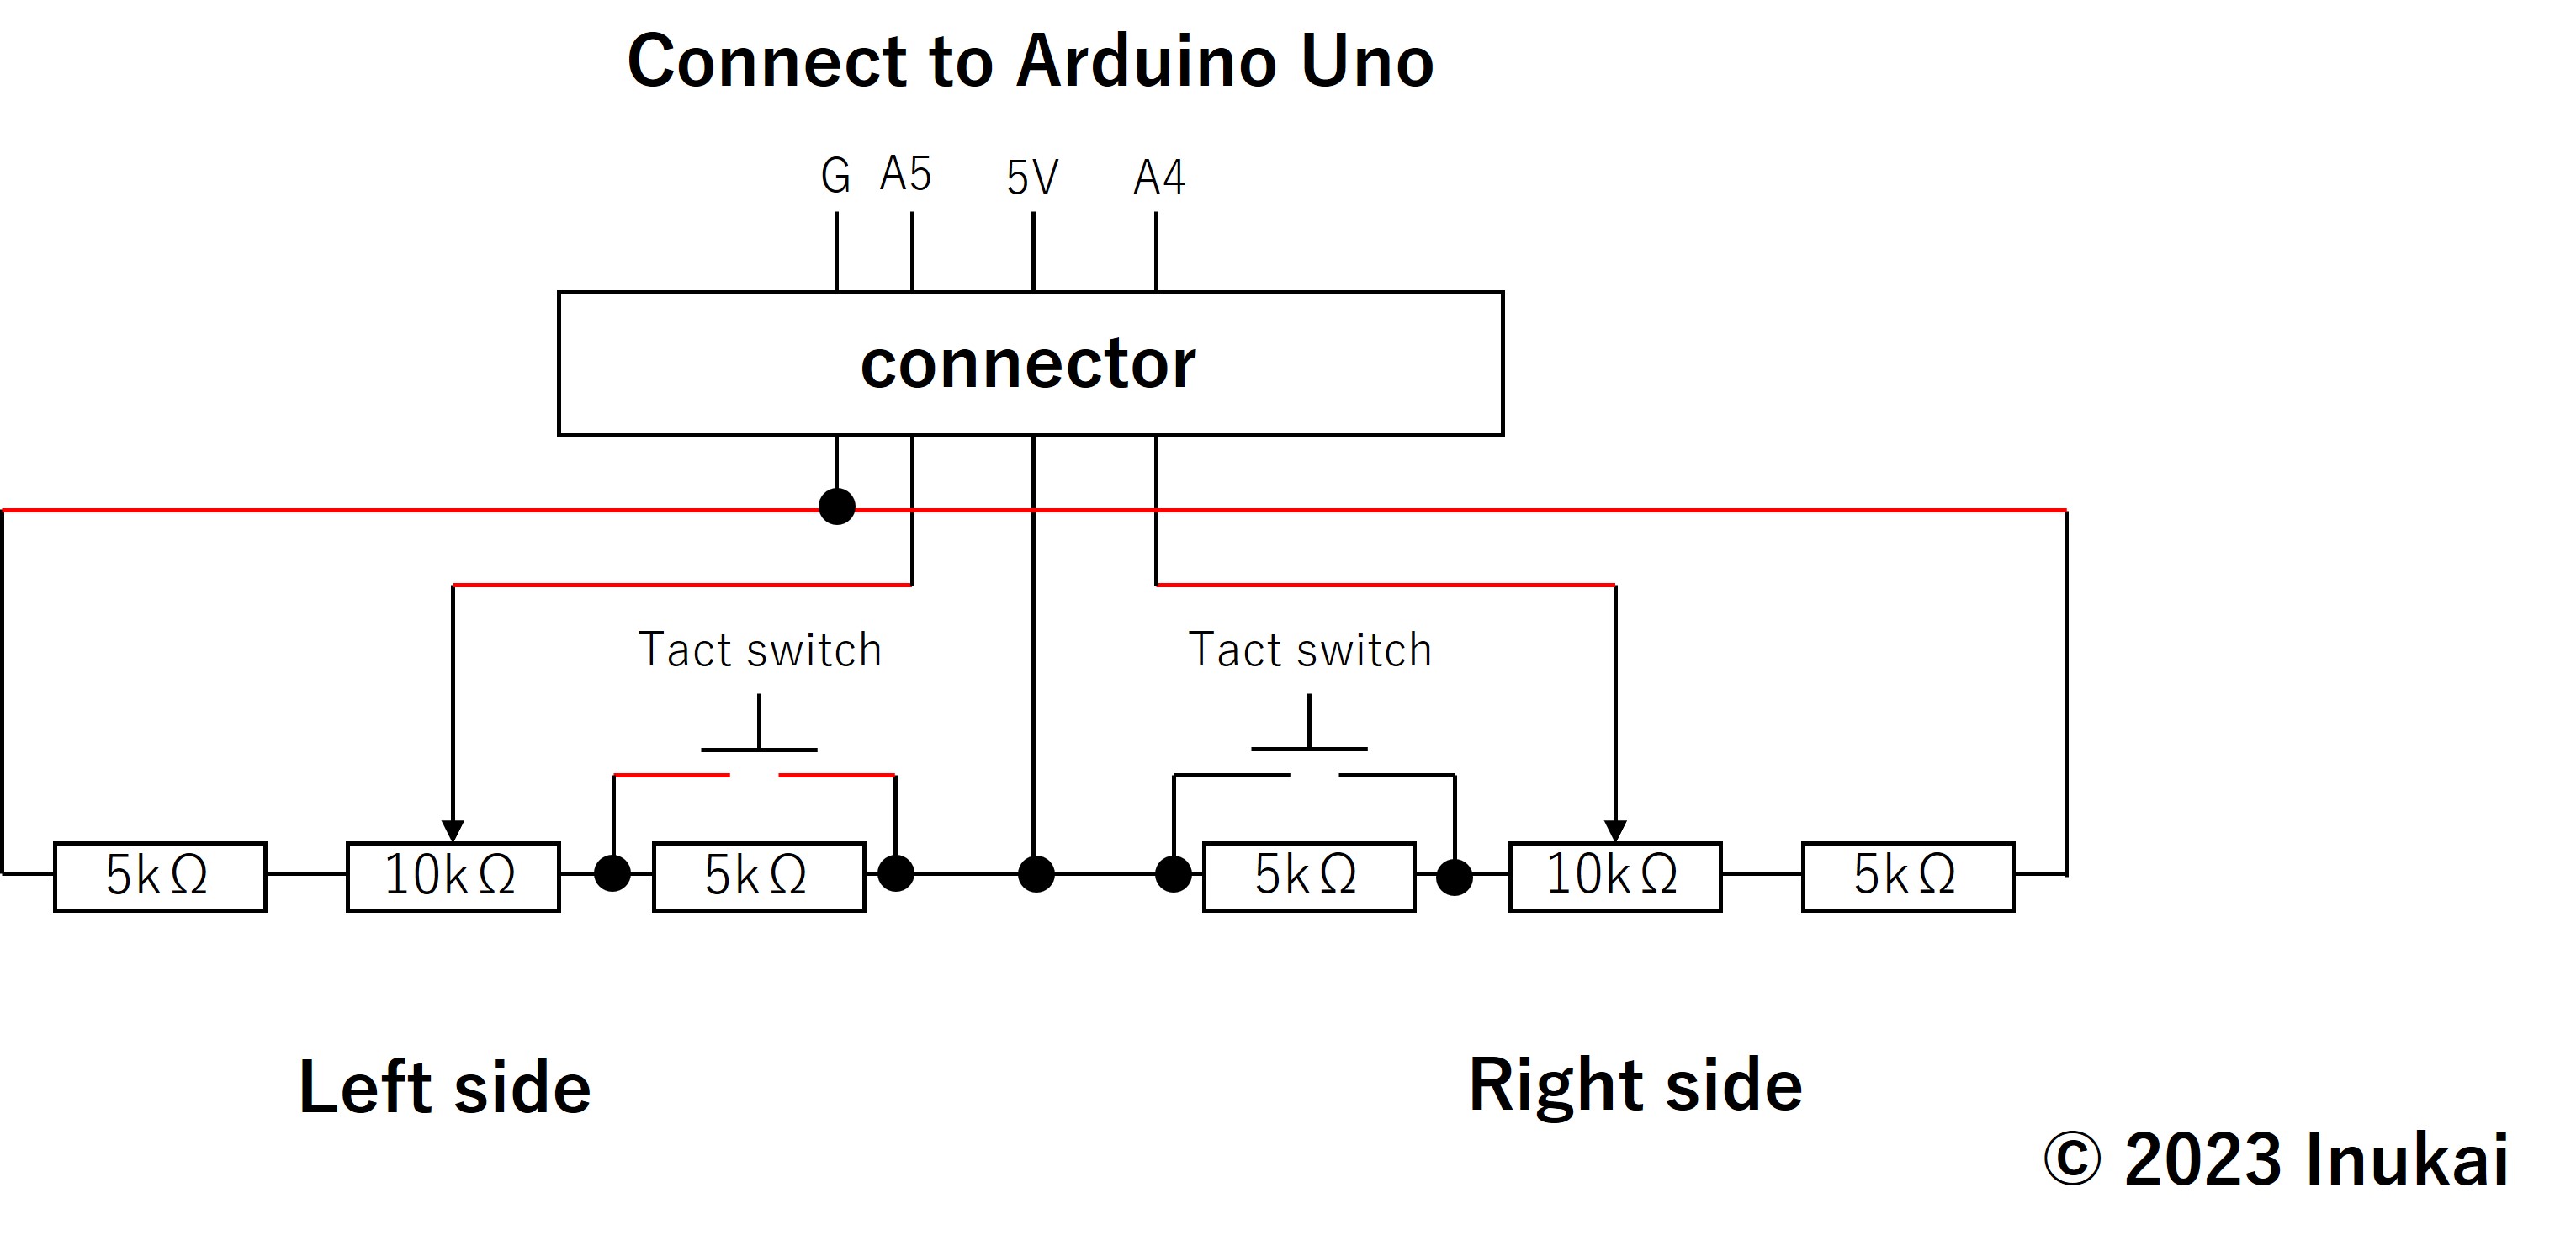 Connect to Arduino Uno
G A5 5V A4
connector
Tact switch Tact switch
5kΩ 10kΩ 5kΩ 5kΩ 10kΩ 5kΩ
Left side Right side
© 2023 Inukai